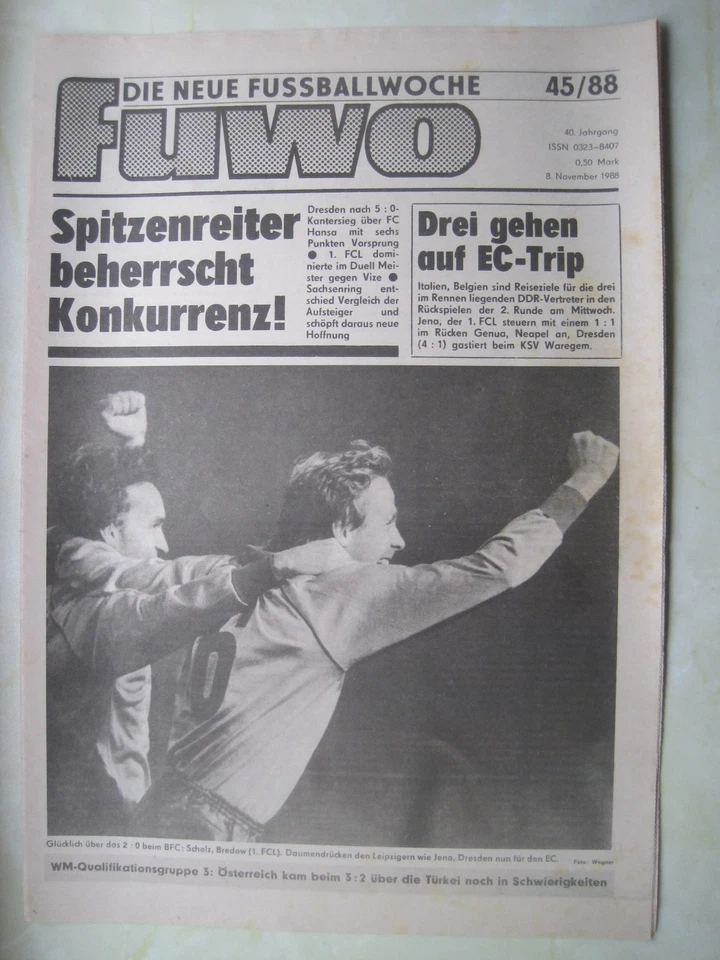 DIE NEUE FUSSBALLWOCHE 45/88
Fuwo
40. Jahrgang
ISSN 0323–8407
0,50 Mark
8. November 1988
Spitzenreiter
beherrscht
Konkurrenz!
Dresden nach 5 : 0-
Kantersieg über FC
Hansa mit sechs
Punkten Vorsprung
● 1. FCL domi-
nierte im Duell Mei-
ster gegen Vize ●
Sachsenring ent-
schied Vergleich der
Aufsteiger und
schöpft daraus neue
Hoffnung
Drei gehen
auf EC-Trip
Italien, Belgien sind Reiseziele für die drei
im Rennen liegenden DDR-Vertreter in den
Rückspielen der 2. Runde am Mittwoch.
Jena, der 1. FCL steuern mit einem 1 : 1
im Rücken Genua, Neapel an, Dresden
(4 : 1) gastiert beim KSV Waregem.
6
Glücklich über das 2 : 0 beim BFC: Scholz, Bredow (1. FCL). Daumendrücken den Leipzigern wie Jena, Dresden nun für den EC. Foto: Wagner
WM-Qualifikationsgruppe 3: Österreich kam beim 3 : 2 über die Türkei noch in Schwierigkeiten